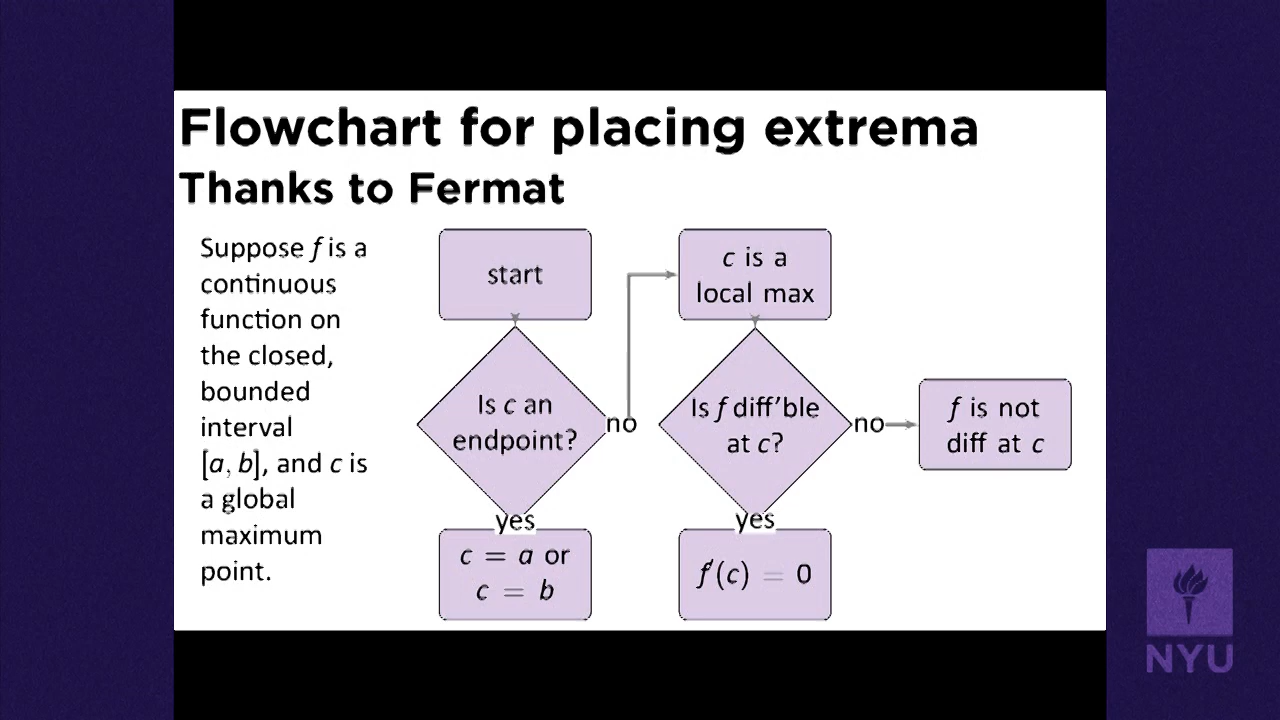 Flowchart for placing extrema
Thanks to Fermat
Suppose f is a
continuous
function on
the closed,
bounded
interval
[a, b], and c is
a global
maximum
point.
start
Is c an
endpoint?
no
yes
c = a or
c = b
c is a
local max
Is f diff’ble
at c?
no
yes
f′(c) = 0
f is not
diff at c
NYU